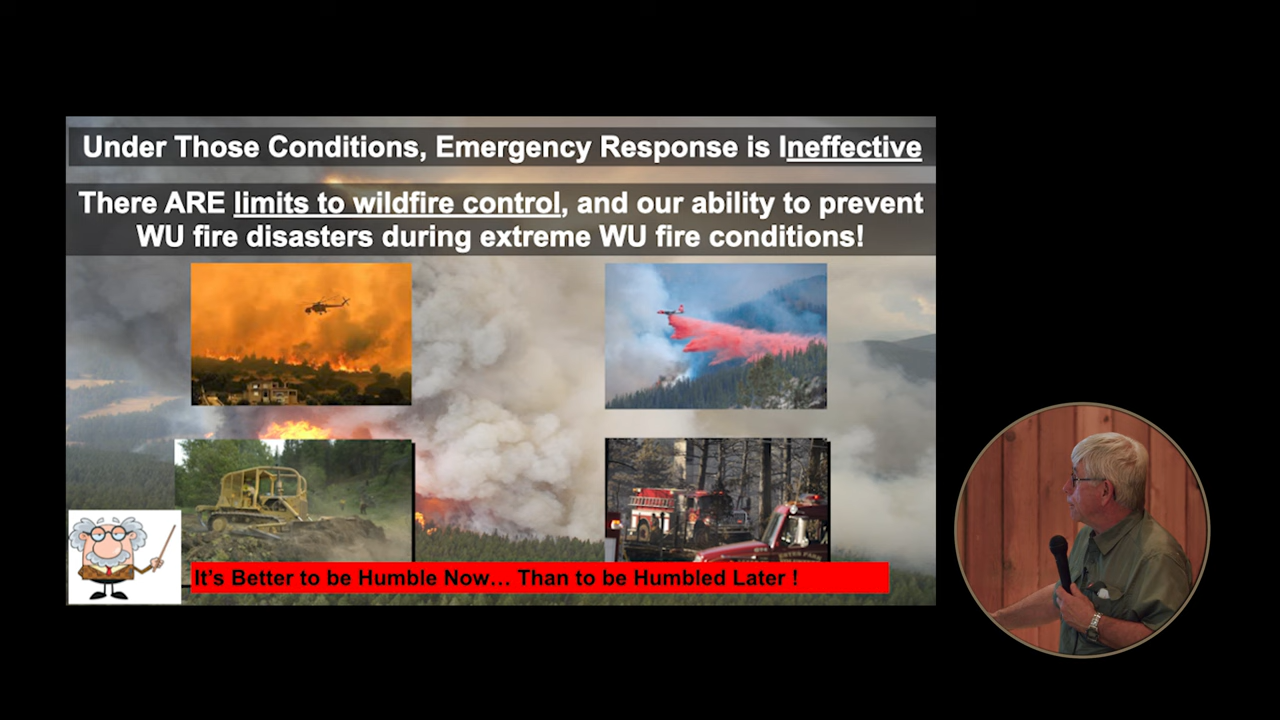 Under Those Conditions, Emergency Response is Ineffective
There ARE limits to wildfire control, and our ability to prevent
WU fire disasters during extreme WU fire conditions!
It's Better to be Humble Now... Than to be Humbled Later !